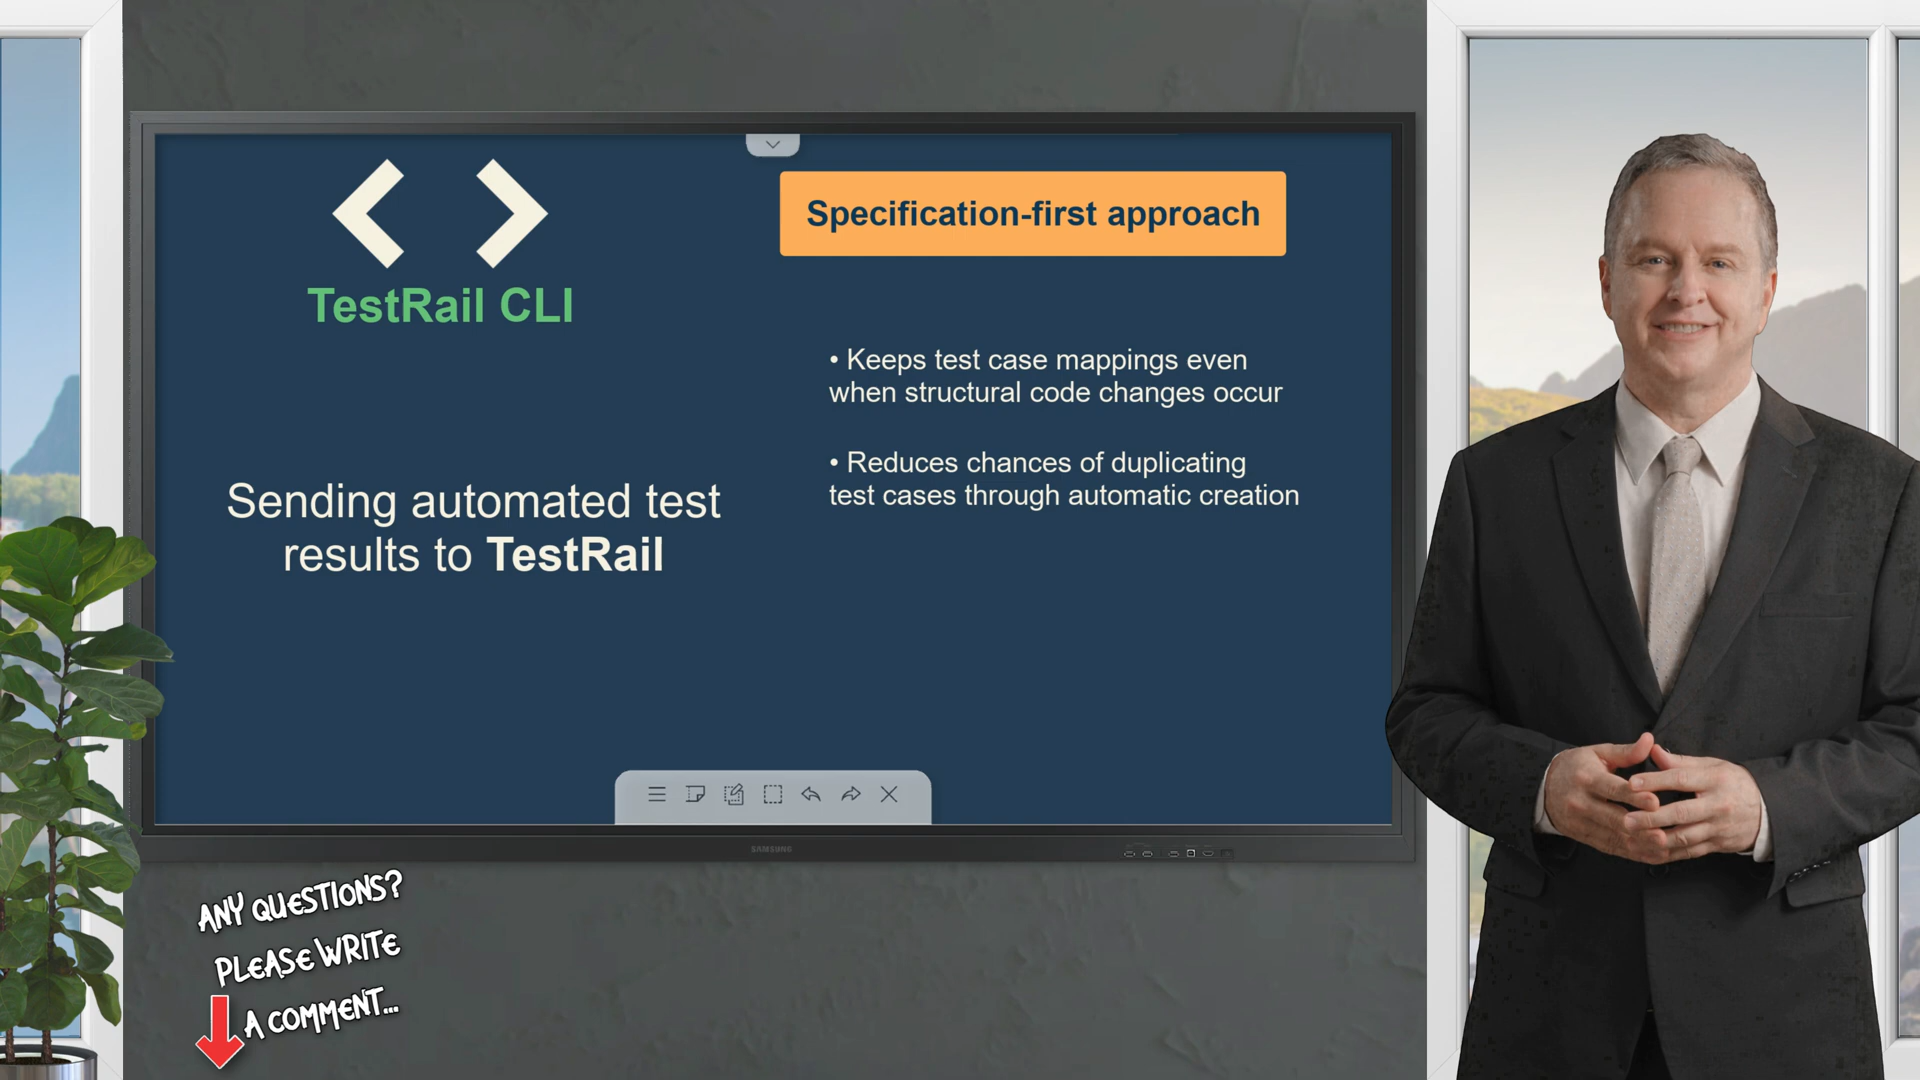 TestRail CLI
Sending automated test
results to TestRail
Specification-first approach
• Keeps test case mappings even
when structural code changes occur
• Reduces chances of duplicating
test cases through automatic creation
SAMSUNG
ANY QUESTIONS?
PLEASE WRITE
A COMMENT...